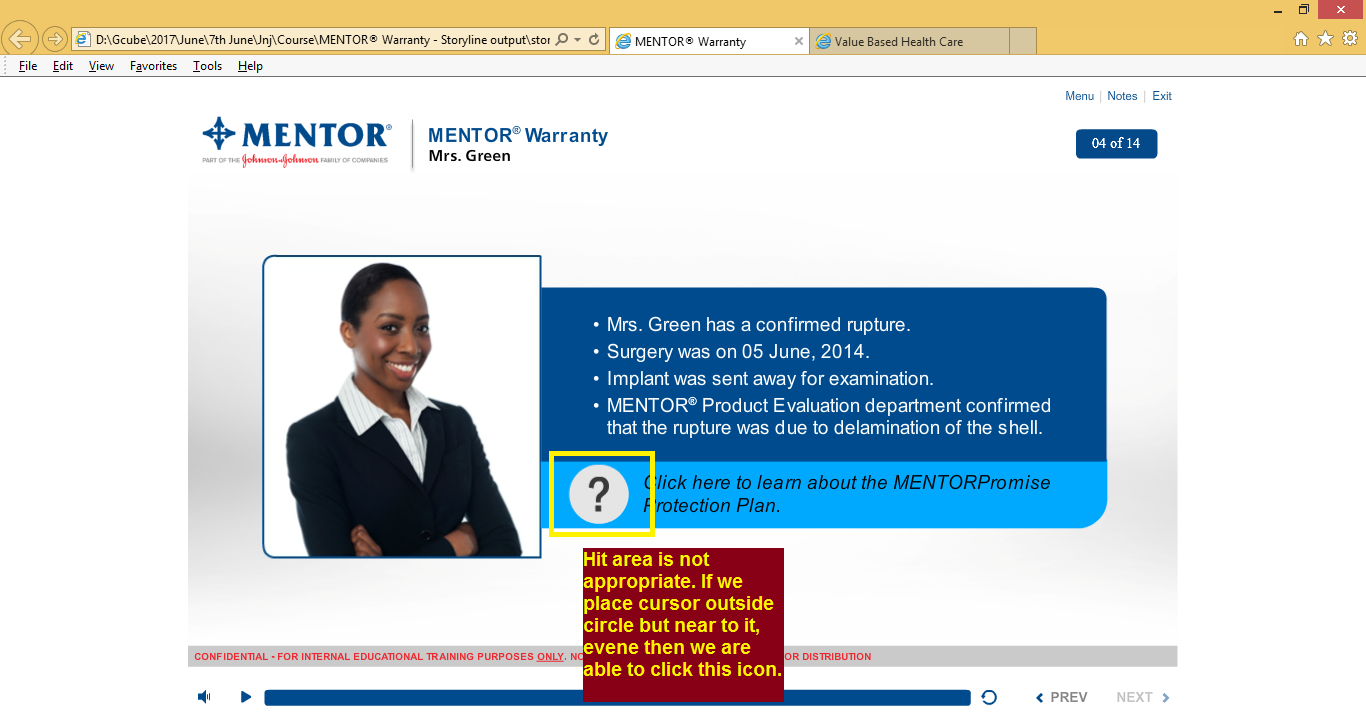 D:\Gcube\2017\June\7th June\Jnj\Course\MENTOR® Warranty - Storyline output\stor
MENTOR® Warranty
Value Based Health Care
File Edit View Favorites Tools Help
Menu | Notes | Exit
MENTOR®
PART OF THE Johnson & Johnson FAMILY OF COMPANIES
MENTOR® Warranty
Mrs. Green
04 of 14
• Mrs. Green has a confirmed rupture.
• Surgery was on 05 June, 2014.
• Implant was sent away for examination.
• MENTOR® Product Evaluation department confirmed
that the rupture was due to delamination of the shell.
?
Click here to learn about the MENTORPromise
Protection Plan.
Hit area is not
appropriate. If we
place cursor outside
circle but near to it,
evene then we are
able to click this icon.
CONFIDENTIAL - FOR INTERNAL EDUCATIONAL TRAINING PURPOSES ONLY. NO OR DISTRIBUTION
PREV NEXT